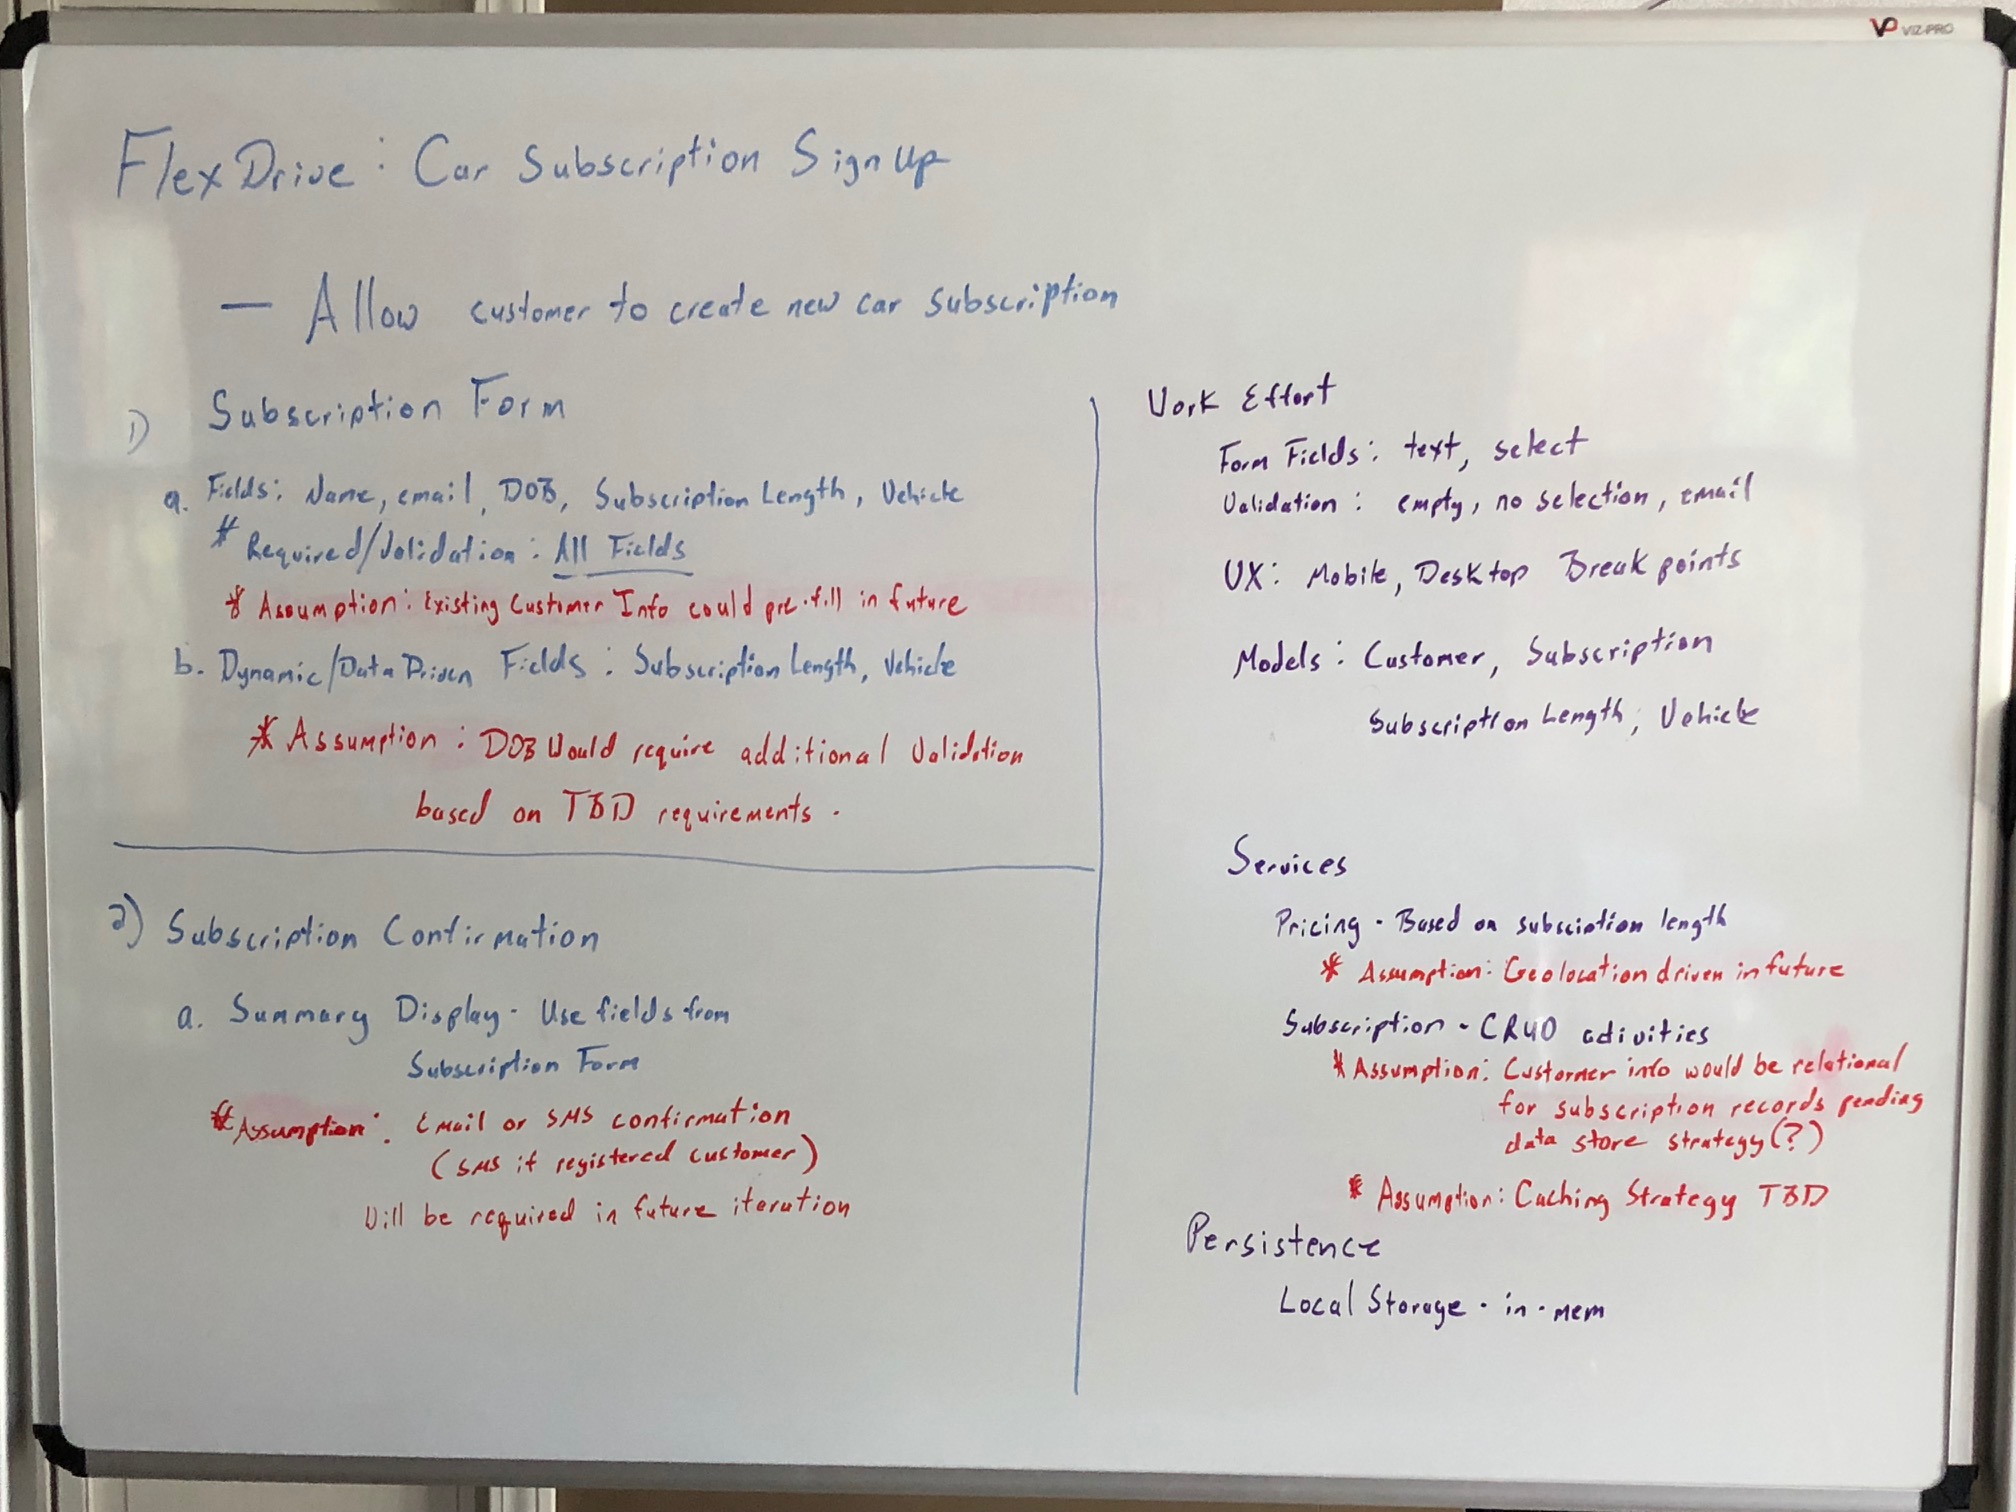 VP VIZ-PRO
FlexDrive: Car Subscription Sign Up
— Allow customer to create new car subscription
1) Subscription Form
a. Fields: Name, email, DOB, Subscription Length, Vehicle
* Required/Validation: All Fields
* Assumption: Existing Customer Info could pre-fill in future
b. Dynamic/Data Driven Fields: Subscription Length, Vehicle
* Assumption: DOB Would require additional Validation
based on TBD requirements.
2) Subscription Confirmation
a. Summary Display - Use fields from
Subscription Form
* Assumption: Email or SMS confirmation
(SMS if registered customer)
Will be required in future iteration
Work Effort
Form Fields: text, select
Validation: empty, no selection, email
UX: Mobile, Desktop Break points
Models: Customer, Subscription
Subscription Length, Vehicle
Services
Pricing - Based on subsciption length
* Assumption: Geolocation driven in future
Subscription - CRUD activities
* Assumption: Customer info would be relational
for subscription records pending
data store strategy(?)
* Assumption: Caching Strategy TBD
Persistence
Local Storage - in-mem